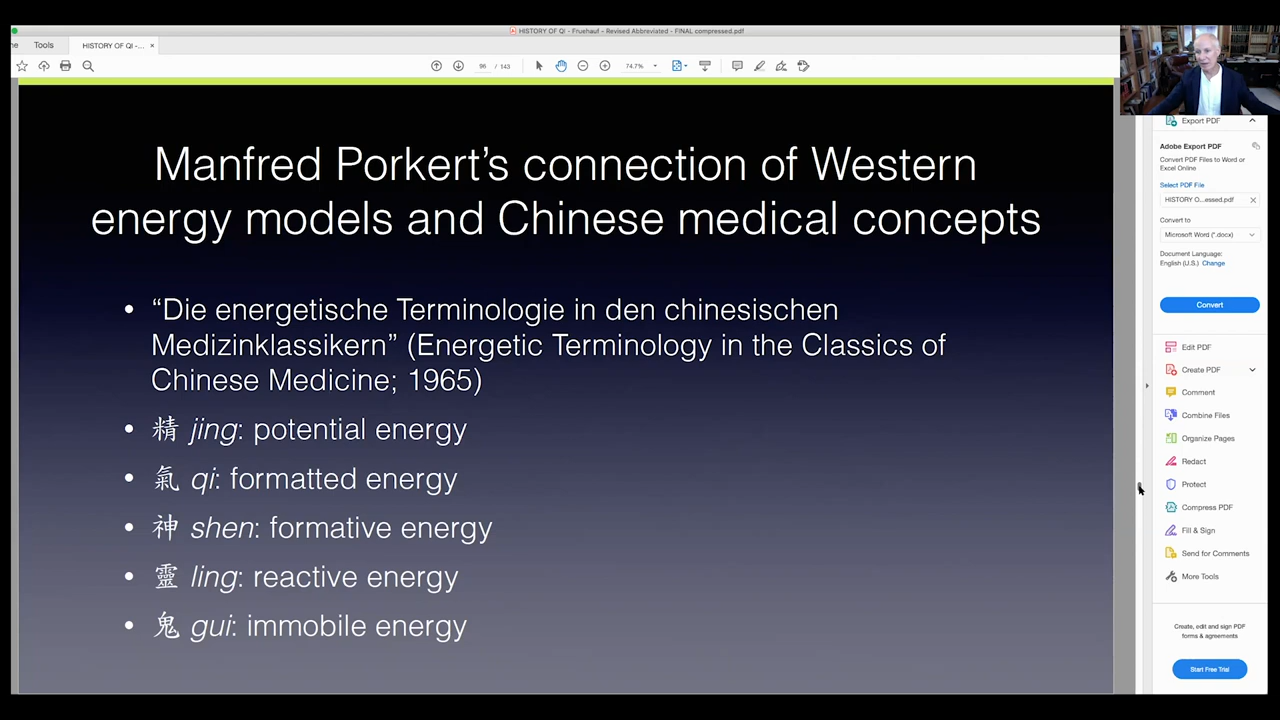 HISTORY OF QI - Fruehauf - Revised Abbreviated - FINAL compressed.pdf
ne Tools HISTORY OF QI -... ×
96 / 143 74.7%
Manfred Porkert’s connection of Western
energy models and Chinese medical concepts
• “Die energetische Terminologie in den chinesischen
Medizinklassikern” (Energetic Terminology in the Classics of
Chinese Medicine; 1965)
• 精 jing: potential energy
• 氣 qi: formatted energy
• 神 shen: formative energy
• 靈 ling: reactive energy
• 鬼 gui: immobile energy
Export PDF
Adobe Export PDF
Convert PDF Files to Word or
Excel Online
Select PDF File
HISTORY O...essed.pdf ×
Convert to
Microsoft Word (*.docx)
Document Language:
English (U.S.) Change
Convert
Edit PDF
Create PDF
Comment
Combine Files
Organize Pages
Redact
Protect
Compress PDF
Fill & Sign
Send for Comments
More Tools
Create, edit and sign PDF
forms & agreements
Start Free Trial